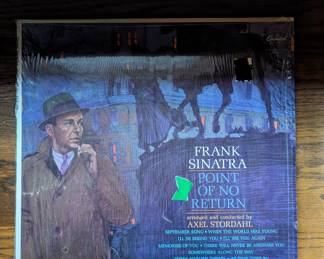 Capitol
FRANK
SINATRA
POINT
OF NO
RETURN
arranged and conducted by
AXEL STORDAHL
SEPTEMBER SONG • WHEN THE WORLD WAS YOUNG
I'LL BE SEEING YOU • I'LL SEE YOU AGAIN
MEMORIES OF YOU • THERE WILL NEVER BE ANOTHER YOU
SOMEWHERE ALONG THE WAY